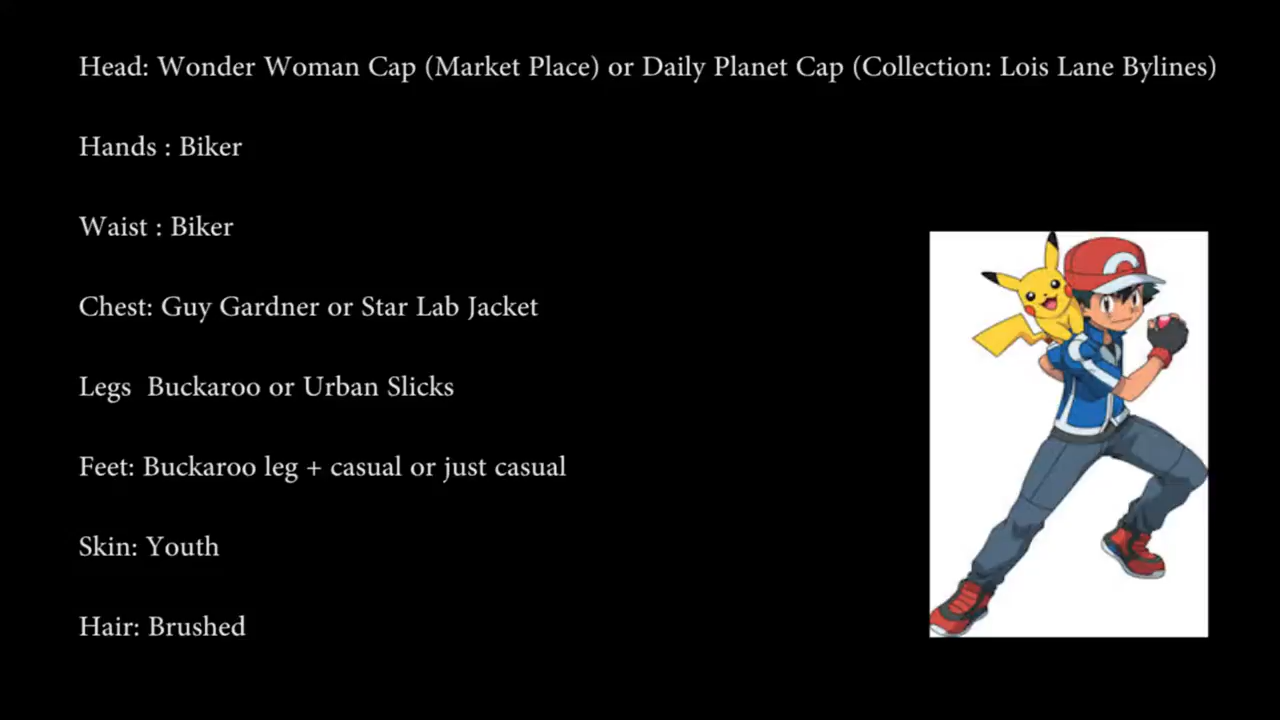 Head: Wonder Woman Cap (Market Place) or Daily Planet Cap (Collection: Lois Lane Bylines)
Hands : Biker
Waist : Biker
Chest: Guy Gardner or Star Lab Jacket
Legs  Buckaroo or Urban Slicks
Feet: Buckaroo leg + casual or just casual
Skin: Youth
Hair: Brushed